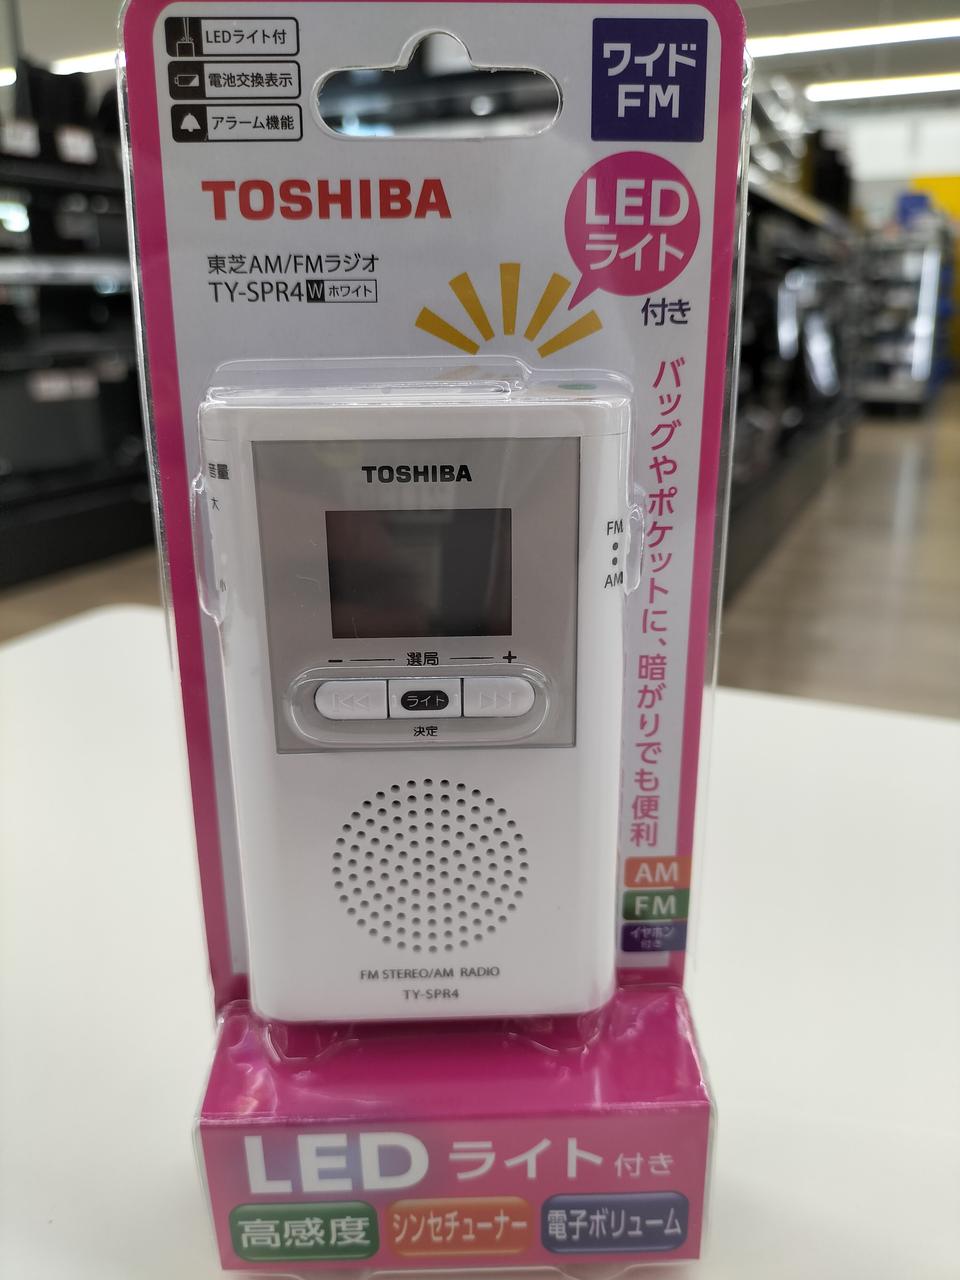 LEDライト付
電池交換表示
アラーム機能
ワイド
FM
TOSHIBA
東芝AM/FMラジオ
TY-SPR4 W ホワイト
LED
ライト
付き
バッグやポケットに、暗がりでも便利
TOSHIBA
音量
大
小
FM
AM
− 選局 +
ライト
決定
AM
FM
イヤホン
付き
FM STEREO/AM RADIO
TY-SPR4
LEDライト付き
高感度
シンセチューナー
電子ボリューム